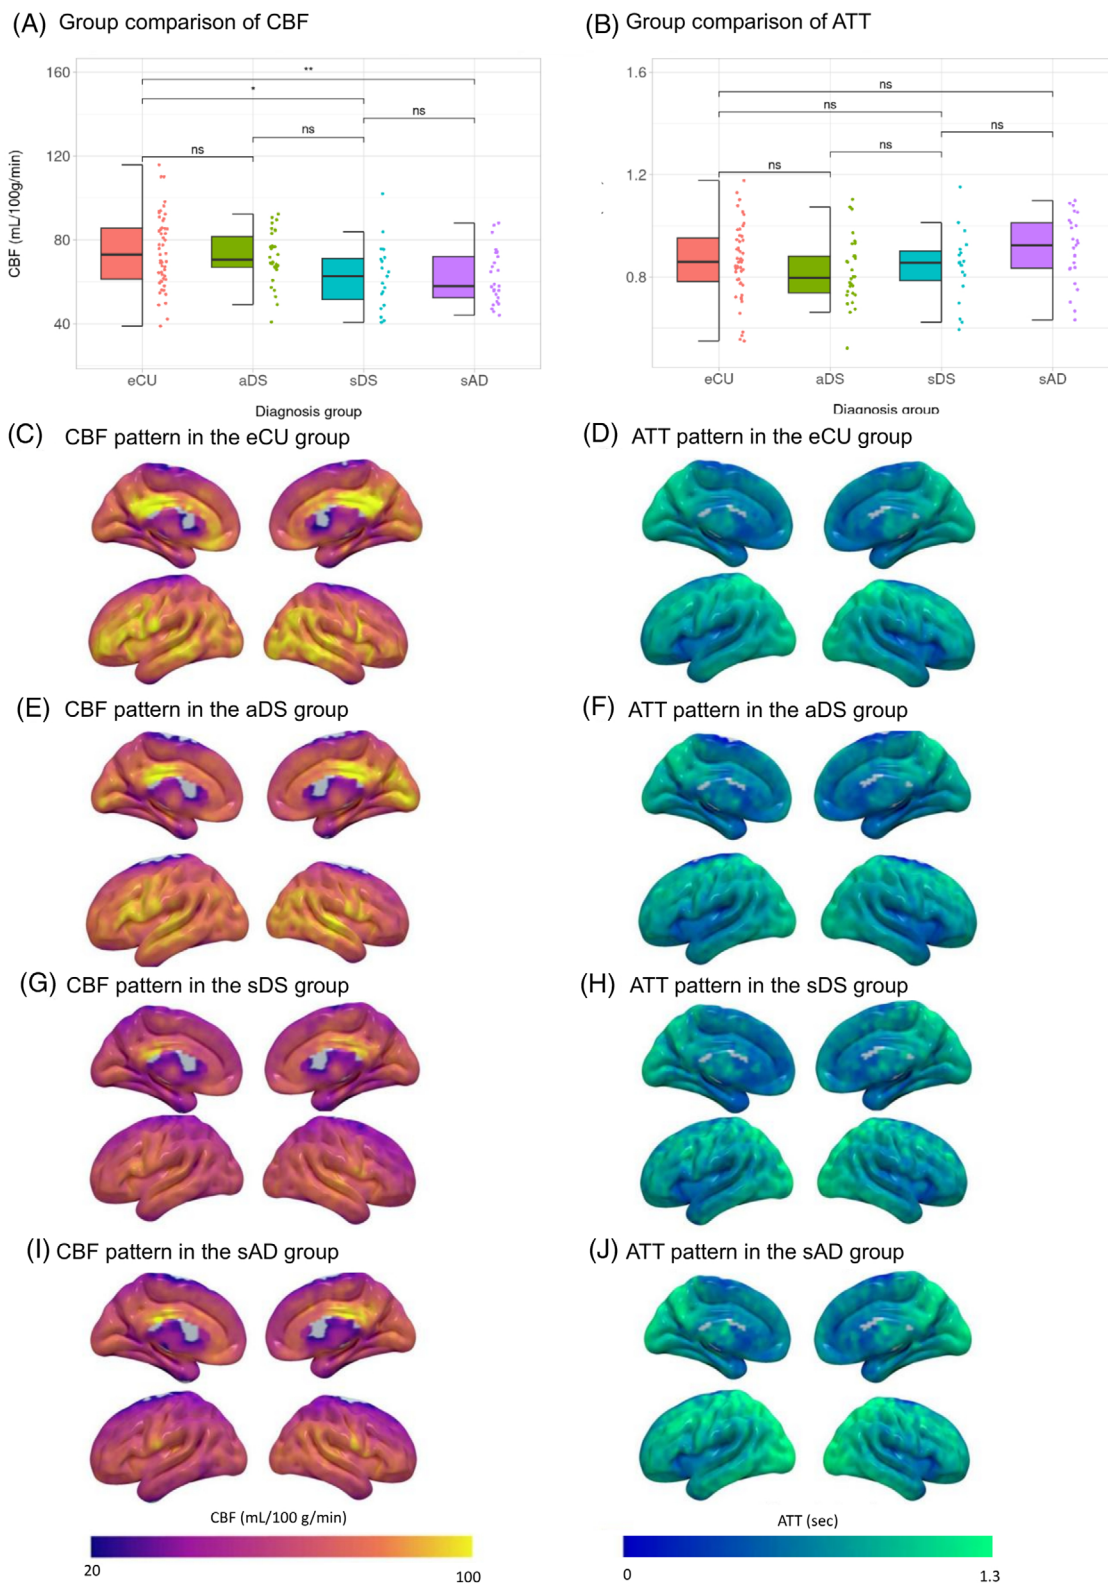 (A) Group comparison of CBF
(B) Group comparison of ATT
CBF (mL/100g/min)
160
120
80
40
**
*
ns
ns
ns
eCU aDS sDS sAD
Diagnosis group
1.6
1.2
0.8
ns
ns
ns
ns
ns
eCU aDS sDS sAD
Diagnosis group
(C) CBF pattern in the eCU group
(D) ATT pattern in the eCU group
(E) CBF pattern in the aDS group
(F) ATT pattern in the aDS group
(G) CBF pattern in the sDS group
(H) ATT pattern in the sDS group
(I) CBF pattern in the sAD group
(J) ATT pattern in the sAD group
CBF (mL/100 g/min)
20 100
ATT (sec)
0 1.3